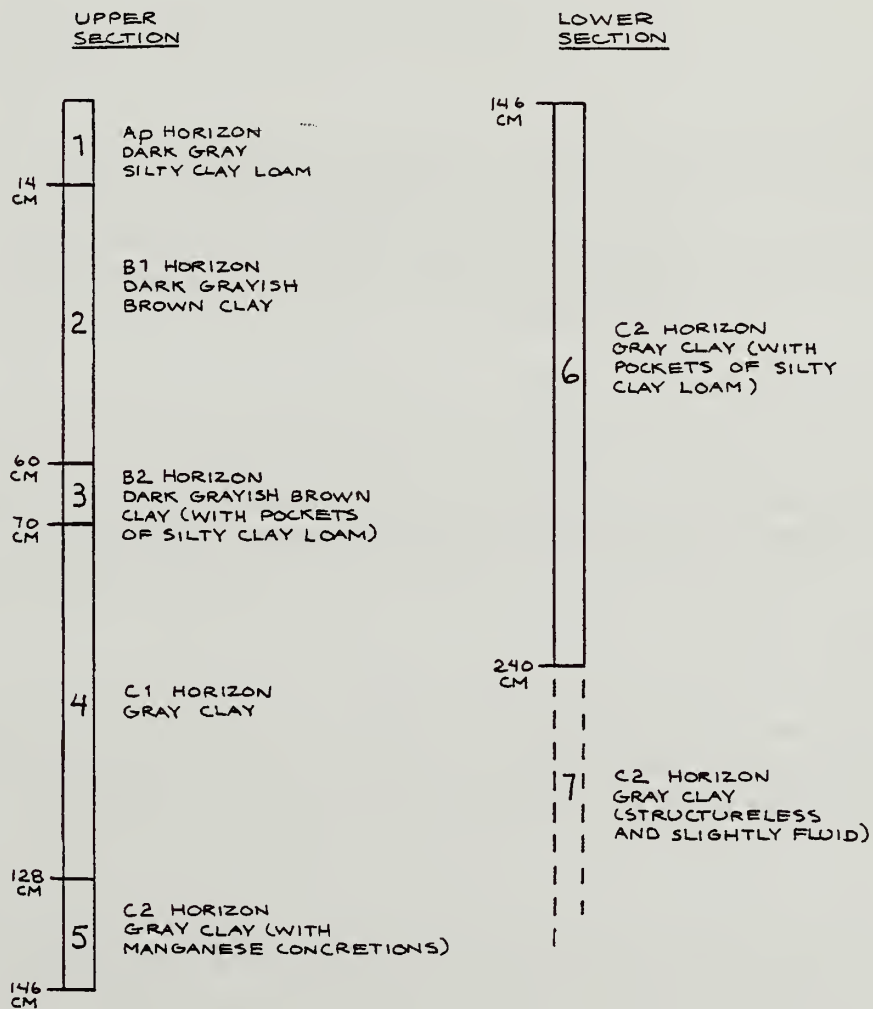 UPPER
SECTION
1
Ap HORIZON
DARK GRAY
SILTY CLAY LOAM
14
CM
2
B1 HORIZON
DARK GRAYISH
BROWN CLAY
60
CM
3
B2 HORIZON
DARK GRAYISH BROWN
CLAY (WITH POCKETS
OF SILTY CLAY LOAM)
70
CM
4
C1 HORIZON
GRAY CLAY
128
CM
5
C2 HORIZON
GRAY CLAY (WITH
MANGANESE CONCRETIONS)
146
CM
LOWER
SECTION
146
CM
6
C2 HORIZON
GRAY CLAY (WITH
POCKETS OF SILTY
CLAY LOAM)
240
CM
7
C2 HORIZON
GRAY CLAY
(STRUCTURELESS
AND SLIGHTLY FLUID)